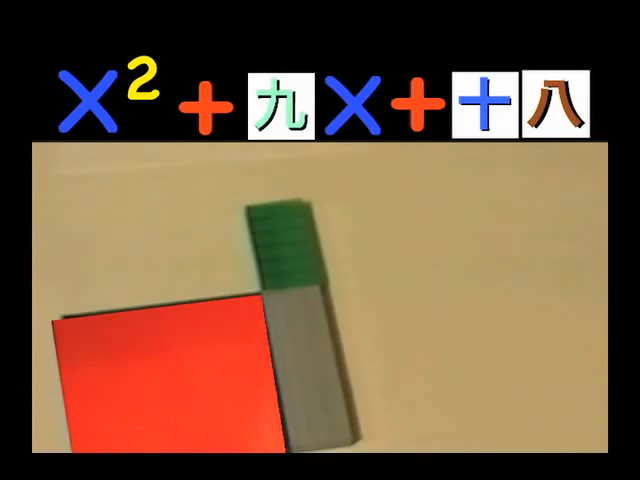 x² + 九x + 十八